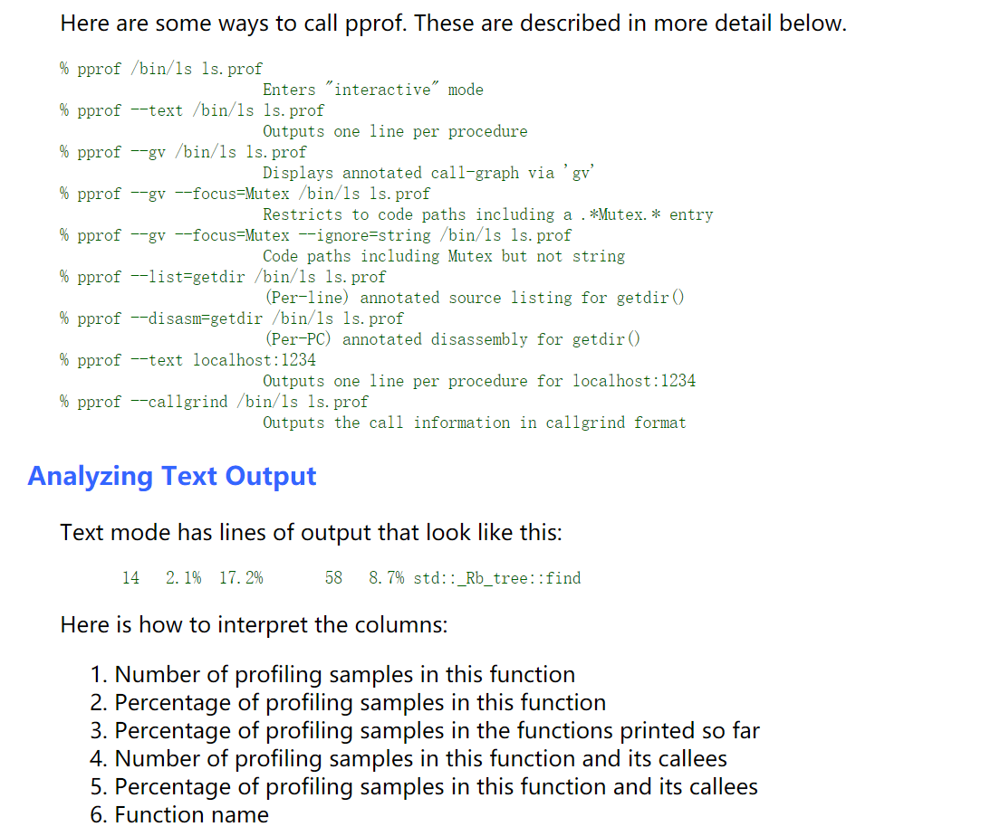 Here are some ways to call pprof. These are described in more detail below.
% pprof /bin/ls ls.prof
Enters "interactive" mode
% pprof --text /bin/ls ls.prof
Outputs one line per procedure
% pprof --gv /bin/ls ls.prof
Displays annotated call-graph via 'gv'
% pprof --gv --focus=Mutex /bin/ls ls.prof
Restricts to code paths including a .*Mutex.* entry
% pprof --gv --focus=Mutex --ignore=string /bin/ls ls.prof
Code paths including Mutex but not string
% pprof --list=getdir /bin/ls ls.prof
(Per-line) annotated source listing for getdir()
% pprof --disasm=getdir /bin/ls ls.prof
(Per-PC) annotated disassembly for getdir()
% pprof --text localhost:1234
Outputs one line per procedure for localhost:1234
% pprof --callgrind /bin/ls ls.prof
Outputs the call information in callgrind format
Analyzing Text Output
Text mode has lines of output that look like this:
14 2.1% 17.2% 58 8.7% std::_Rb_tree::find
Here is how to interpret the columns:
1. Number of profiling samples in this function
2. Percentage of profiling samples in this function
3. Percentage of profiling samples in the functions printed so far
4. Number of profiling samples in this function and its callees
5. Percentage of profiling samples in this function and its callees
6. Function name